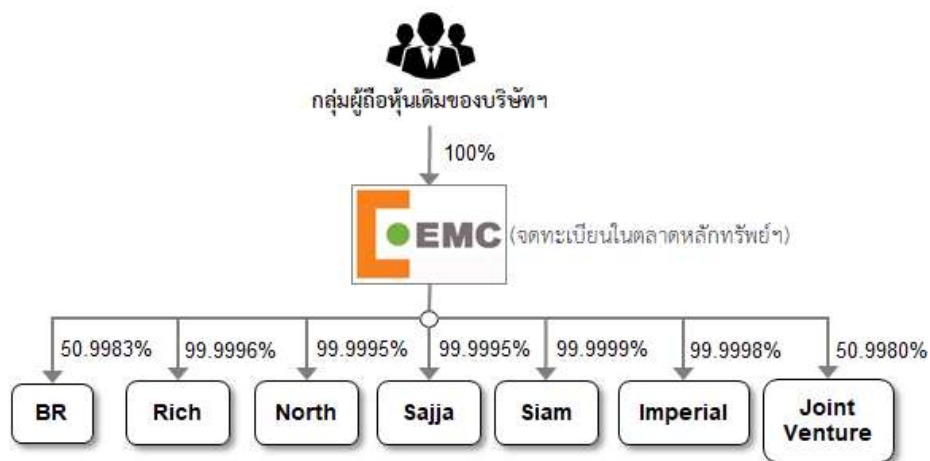 กลุ่มผู้ถือหุ้นเดิมของบริษัทฯ
100%
EMC (จดทะเบียนในตลาดหลักทรัพย์ฯ)
50.9983% 99.9996% 99.9995% 99.9995% 99.9999% 99.9998% 50.9980%
BR Rich North Sajja Siam Imperial Joint
Venture